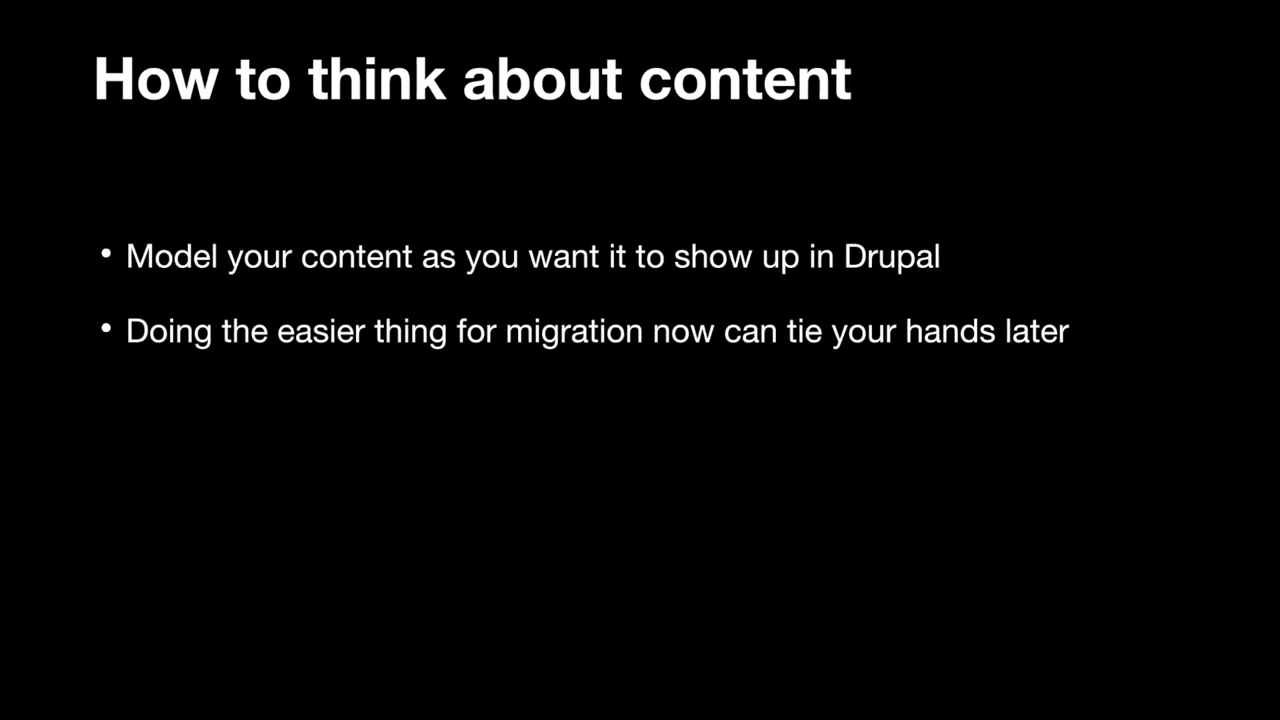 How to think about content
• Model your content as you want it to show up in Drupal
• Doing the easier thing for migration now can tie your hands later